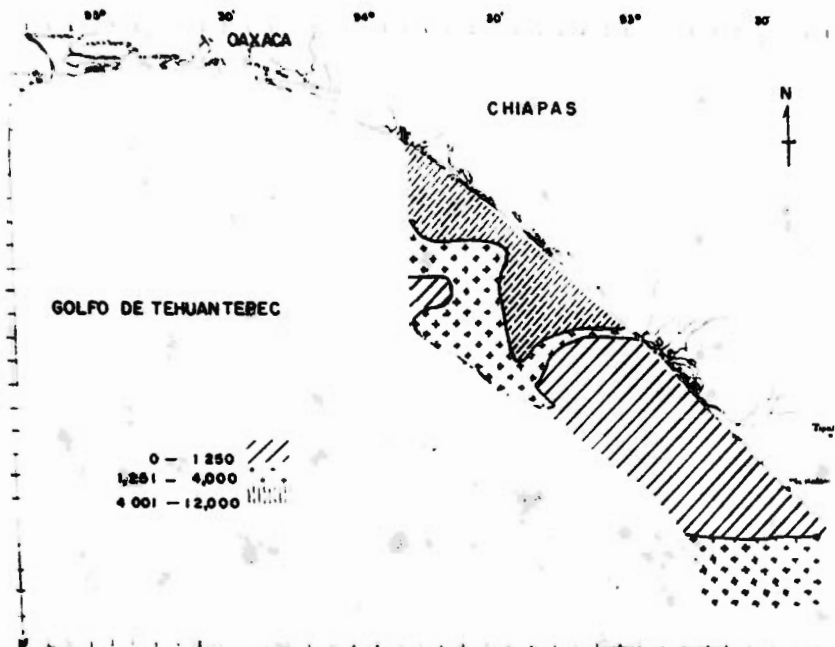 95° 30' 94° 30' 93° 30'
OAXACA
CHIAPAS
N
GOLFO DE TEHUANTEPEC
0 – 1 250
1,251 – 4,000
4 001 – 12,000